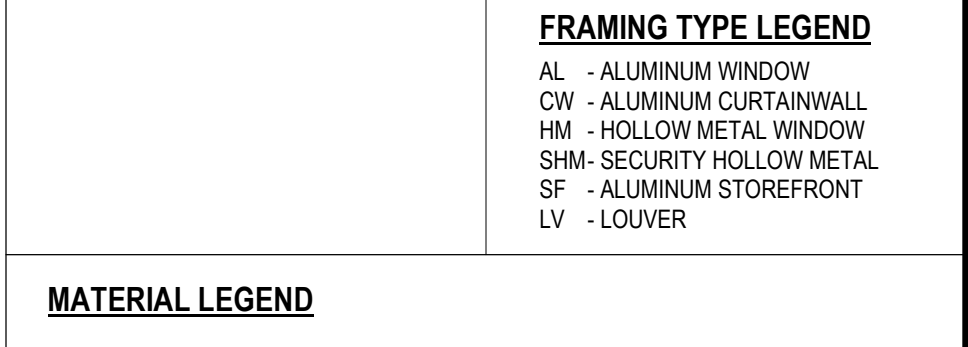 FRAMING TYPE LEGEND
AL - ALUMINUM WINDOW
CW - ALUMINUM CURTAINWALL
HM - HOLLOW METAL WINDOW
SHM- SECURITY HOLLOW METAL
SF - ALUMINUM STOREFRONT
LV - LOUVER
MATERIAL LEGEND